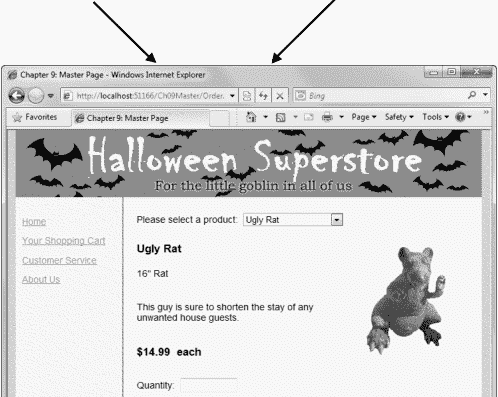 Chapter 9: Master Page - Windows Internet Explorer
http://localhost:51166/Ch09Master/Order.
Bing
Favorites
Chapter 9: Master Page
Page
Safety
Tools
Halloween Superstore
For the little goblin in all of us
Home
Your Shopping Cart
Customer Service
About Us
Please select a product: Ugly Rat
Ugly Rat
16" Rat
This guy is sure to shorten the stay of any
unwanted house guests.
$14.99 each
Quantity: